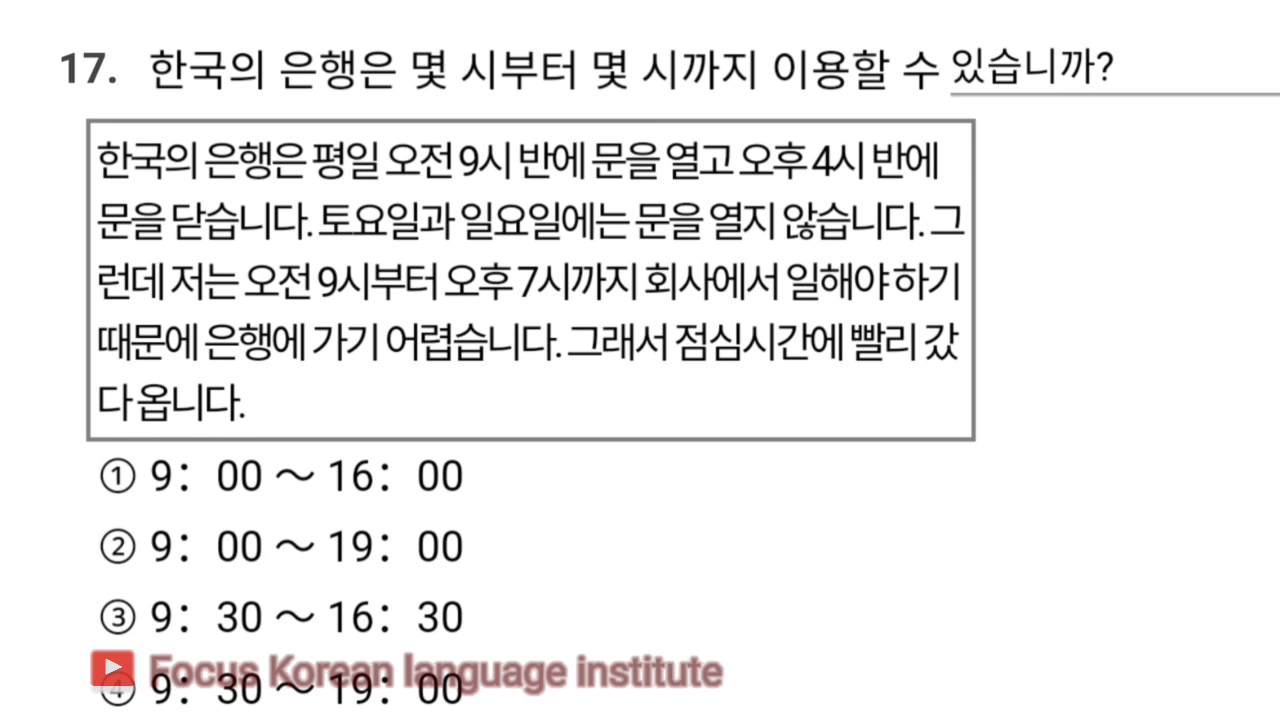 17. 한국의 은행은 몇 시부터 몇 시까지 이용할 수 있습니까?
한국의 은행은 평일 오전 9시 반에 문을 열고 오후 4시 반에
문을 닫습니다. 토요일과 일요일에는 문을 열지 않습니다. 그
런데 저는 오전 9시부터 오후 7시까지 회사에서 일해야 하기
때문에 은행에 가기 어렵습니다. 그래서 점심시간에 빨리 갔
다 옵니다.
① 9: 00 ~ 16: 00
② 9: 00 ~ 19: 00
③ 9: 30 ~ 16: 30
Focus Korean language institute
④ 9: 30 ~ 19: 00